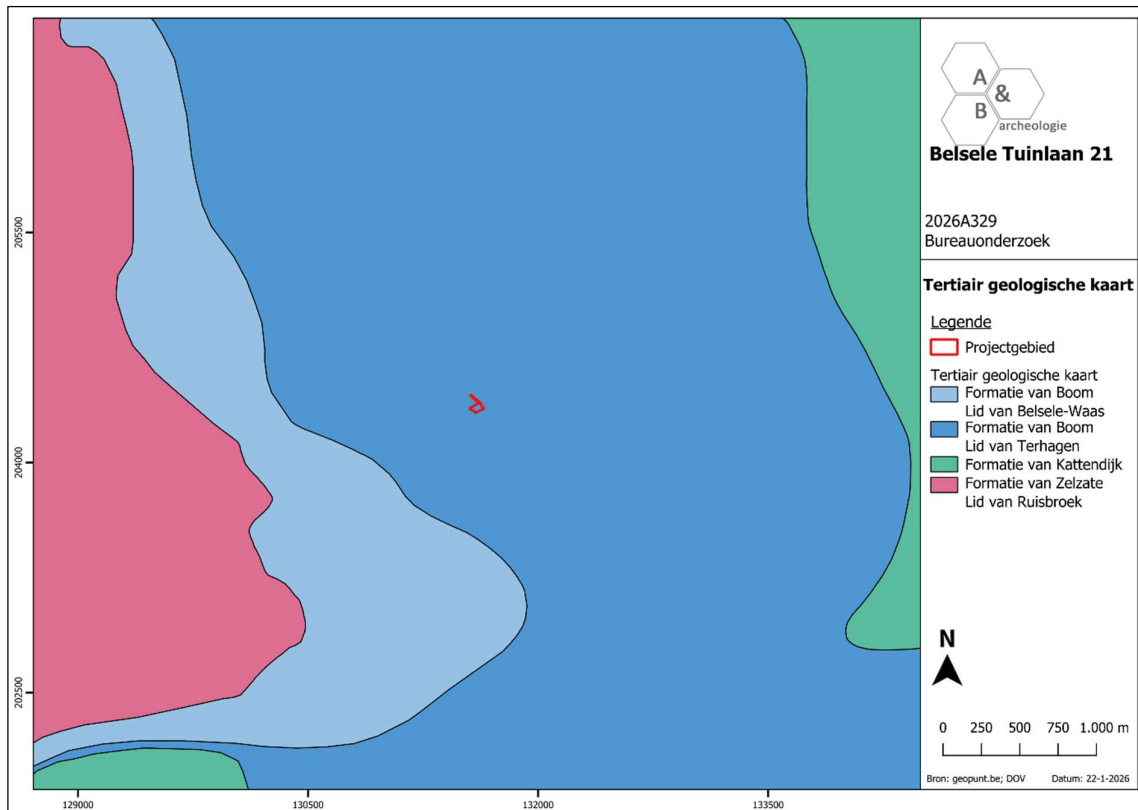 A
&
B
archeologie
Belsele Tuinlaan 21
2026A329
Bureauonderzoek
Tertiair geologische kaart
Legende
Projectgebied
Tertiair geologische kaart
Formatie van Boom
Lid van Belsele-Waas
Formatie van Boom
Lid van Terhagen
Formatie van Kattendijk
Formatie van Zelzate
Lid van Ruisbroek
N
0 250 500 750 1.000 m
Bron: geopunt.be; DOV Datum: 22-1-2026
205500
204000
202500
129000 130500 132000 133500